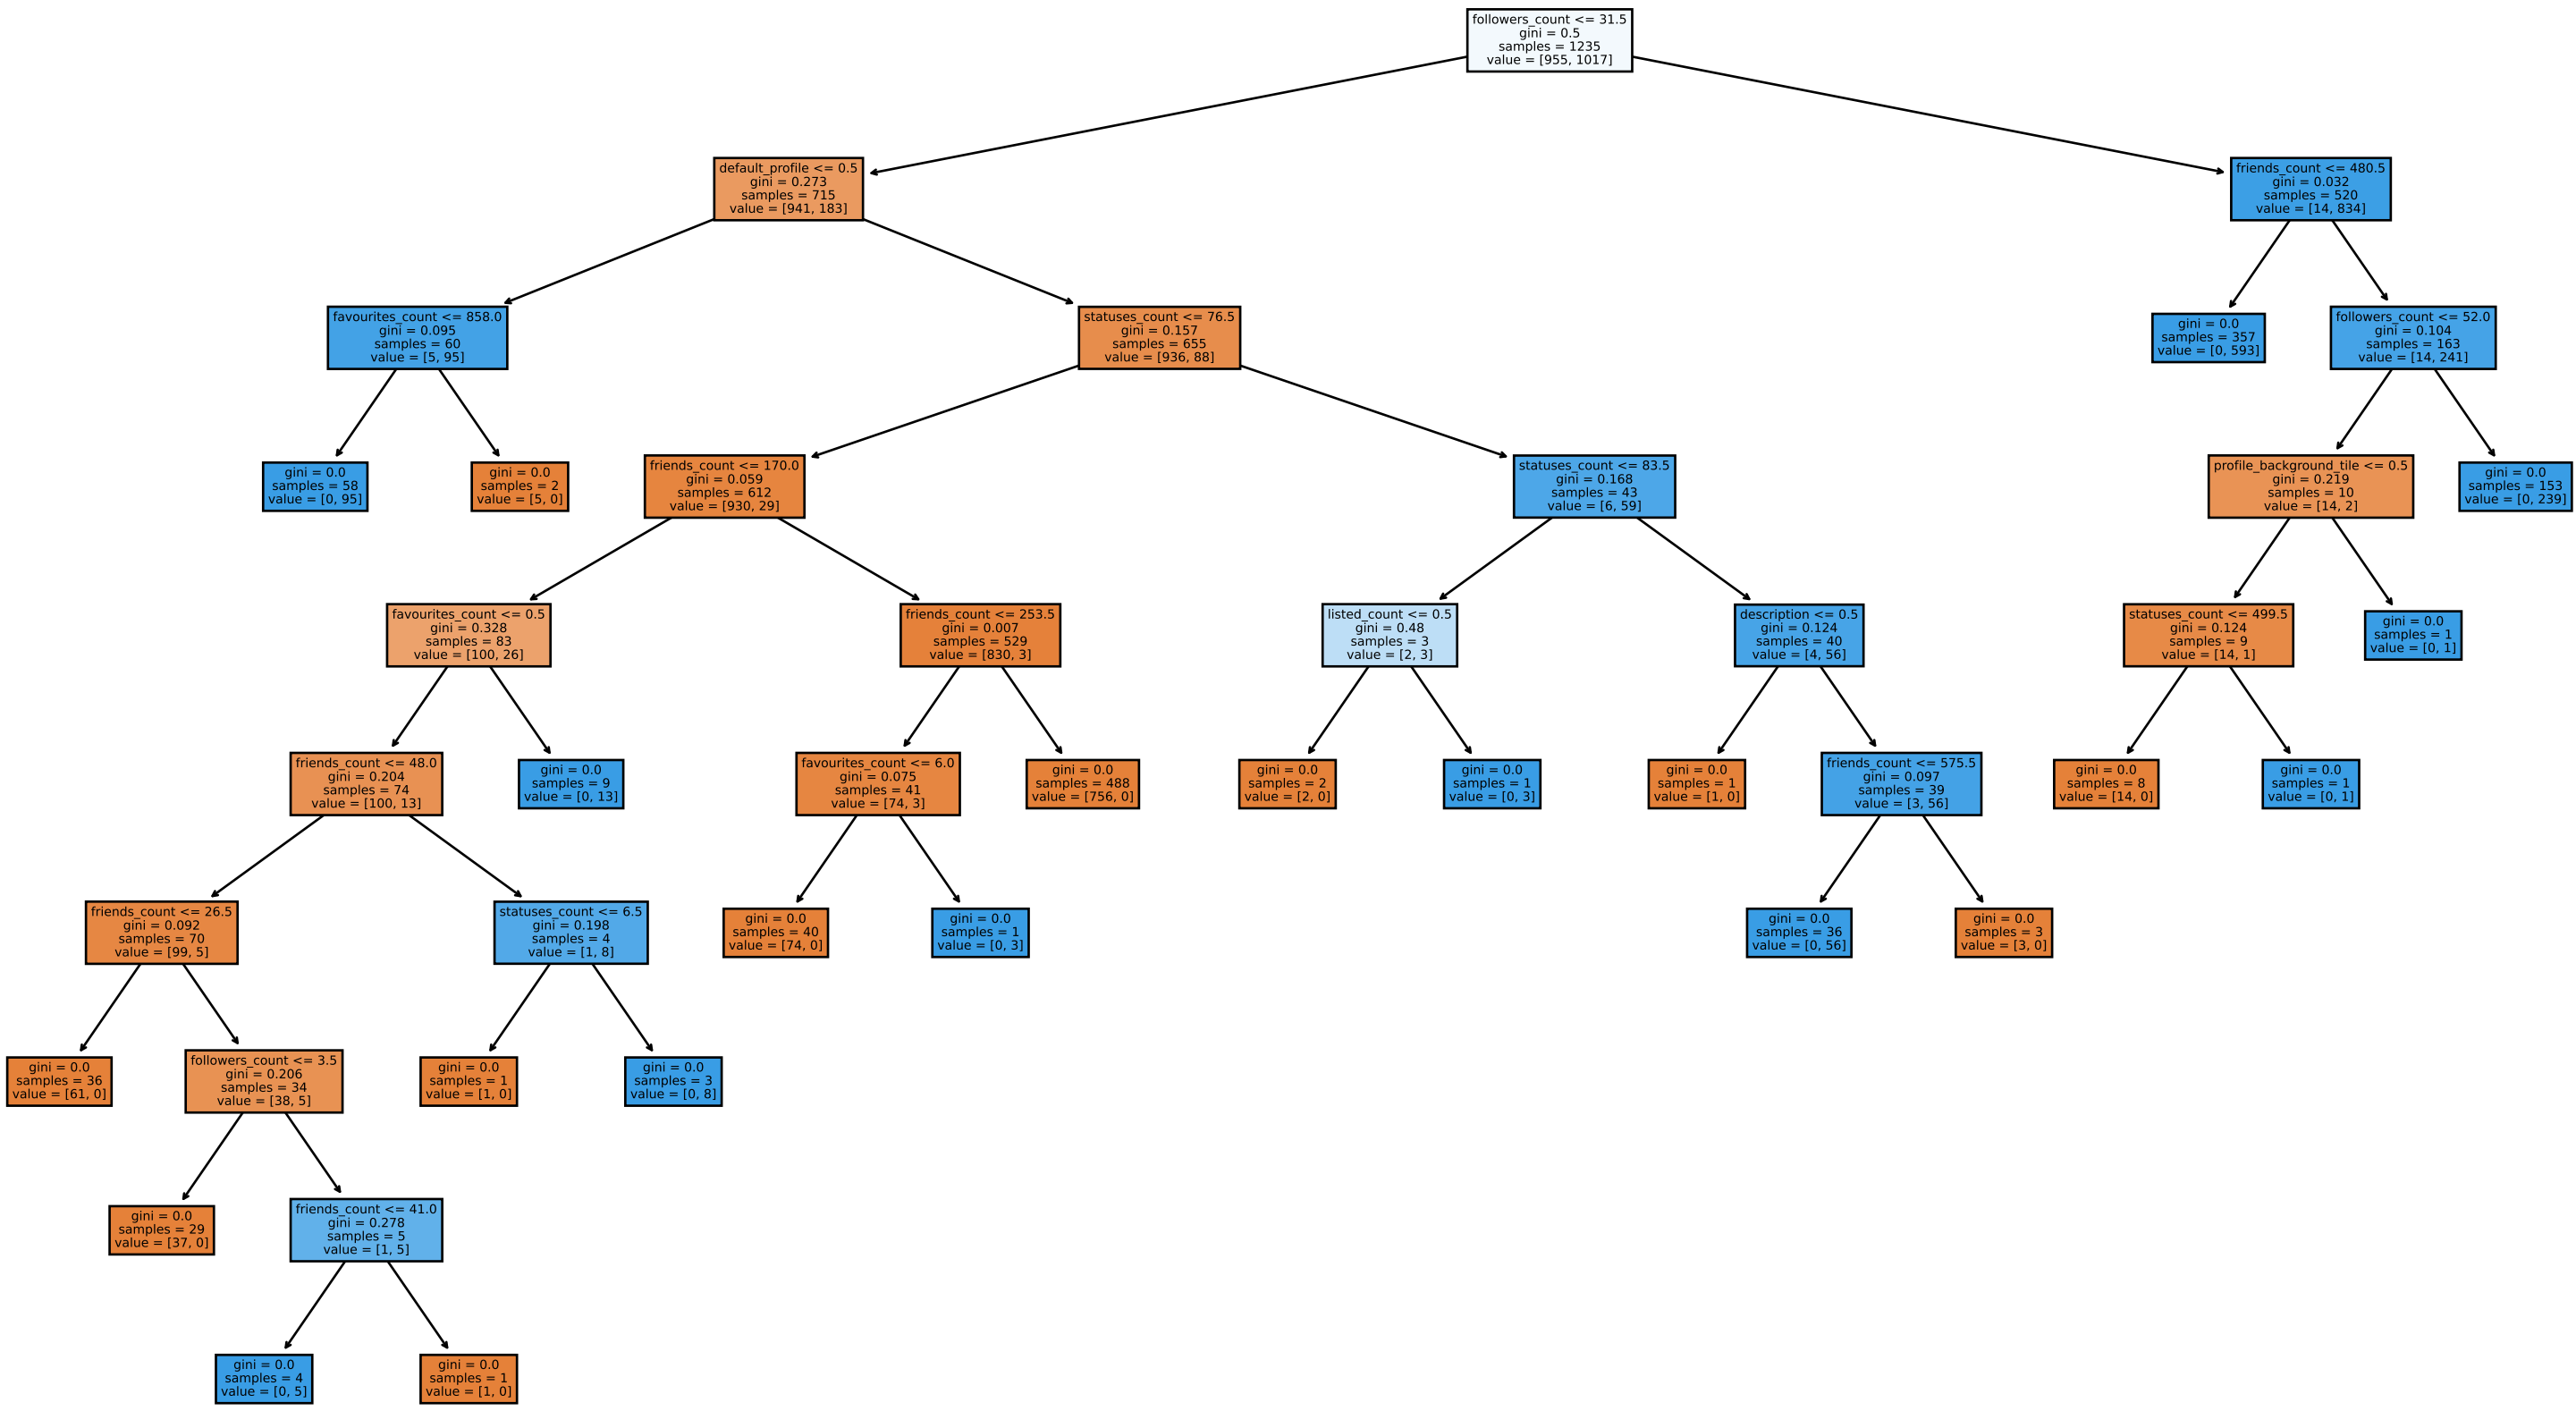 followers_count <= 31.5
gini = 0.5
samples = 1235
value = [955, 1017]
default_profile <= 0.5
gini = 0.273
samples = 715
value = [941, 183]
friends_count <= 480.5
gini = 0.032
samples = 520
value = [14, 834]
favourites_count <= 858.0
gini = 0.095
samples = 60
value = [5, 95]
statuses_count <= 76.5
gini = 0.157
samples = 655
value = [936, 88]
gini = 0.0
samples = 357
value = [0, 593]
followers_count <= 52.0
gini = 0.104
samples = 163
value = [14, 241]
gini = 0.0
samples = 58
value = [0, 95]
gini = 0.0
samples = 2
value = [5, 0]
friends_count <= 170.0
gini = 0.059
samples = 612
value = [930, 29]
statuses_count <= 83.5
gini = 0.168
samples = 43
value = [6, 59]
profile_background_tile <= 0.5
gini = 0.219
samples = 10
value = [14, 2]
gini = 0.0
samples = 153
value = [0, 239]
favourites_count <= 0.5
gini = 0.328
samples = 83
value = [100, 26]
friends_count <= 253.5
gini = 0.007
samples = 529
value = [830, 3]
listed_count <= 0.5
gini = 0.48
samples = 3
value = [2, 3]
description <= 0.5
gini = 0.124
samples = 40
value = [4, 56]
statuses_count <= 499.5
gini = 0.124
samples = 9
value = [14, 1]
gini = 0.0
samples = 1
value = [0, 1]
friends_count <= 48.0
gini = 0.204
samples = 74
value = [100, 13]
gini = 0.0
samples = 9
value = [0, 13]
favourites_count <= 6.0
gini = 0.075
samples = 41
value = [74, 3]
gini = 0.0
samples = 488
value = [756, 0]
gini = 0.0
samples = 2
value = [2, 0]
gini = 0.0
samples = 1
value = [0, 3]
gini = 0.0
samples = 1
value = [1, 0]
friends_count <= 575.5
gini = 0.097
samples = 39
value = [3, 56]
gini = 0.0
samples = 8
value = [14, 0]
gini = 0.0
samples = 1
value = [0, 1]
friends_count <= 26.5
gini = 0.092
samples = 70
value = [99, 5]
statuses_count <= 6.5
gini = 0.198
samples = 4
value = [1, 8]
gini = 0.0
samples = 40
value = [74, 0]
gini = 0.0
samples = 1
value = [0, 3]
gini = 0.0
samples = 36
value = [0, 56]
gini = 0.0
samples = 3
value = [3, 0]
gini = 0.0
samples = 36
value = [61, 0]
followers_count <= 3.5
gini = 0.206
samples = 34
value = [38, 5]
gini = 0.0
samples = 1
value = [1, 0]
gini = 0.0
samples = 3
value = [0, 8]
gini = 0.0
samples = 29
value = [37, 0]
friends_count <= 41.0
gini = 0.278
samples = 5
value = [1, 5]
gini = 0.0
samples = 4
value = [0, 5]
gini = 0.0
samples = 1
value = [1, 0]